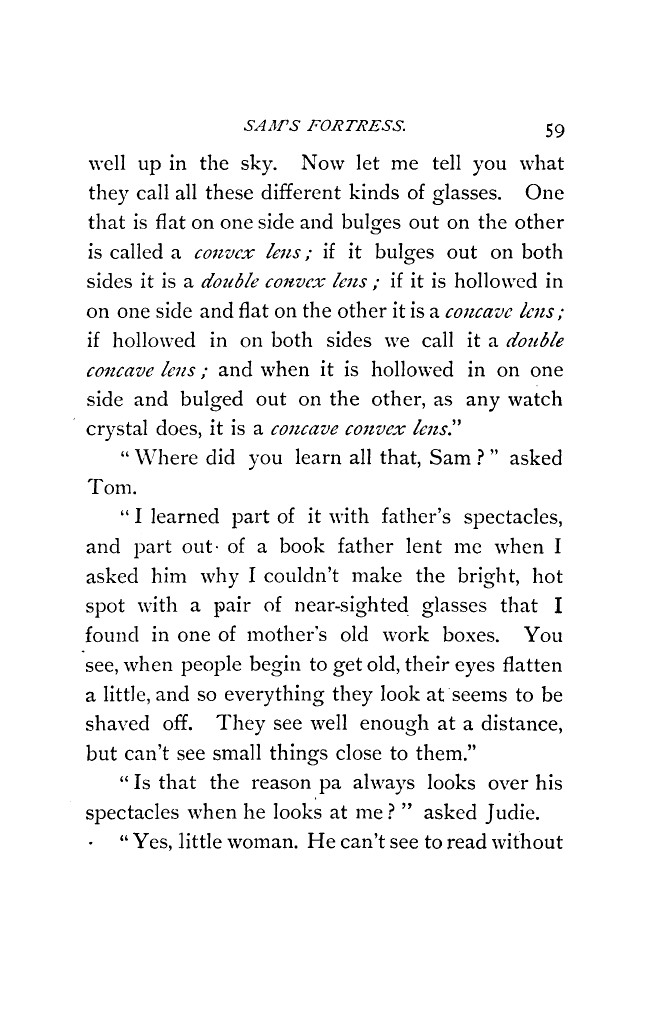 SAM'S FORTRESS. 59
well up in the sky. Now let me tell you what
they call all these different kinds of glasses. One
that is flat on one side and bulges out on the other
is called a convex lens; if it bulges out on both
sides it is a double convex lens; if it is hollowed in
on one side and flat on the other it is a concave lens;
if hollowed in on both sides we call it a double
concave lens; and when it is hollowed in on one
side and bulged out on the other, as any watch
crystal does, it is a concave convex lens."
"Where did you learn all that, Sam?" asked
Tom.
"I learned part of it with father's spectacles,
and part out of a book father lent me when I
asked him why I couldn't make the bright, hot
spot with a pair of near-sighted glasses that I
found in one of mother's old work boxes. You
see, when people begin to get old, their eyes flatten
a little, and so everything they look at seems to be
shaved off. They see well enough at a distance,
but can't see small things close to them."
"Is that the reason pa always looks over his
spectacles when he looks at me?" asked Judie.
"Yes, little woman. He can't see to read without